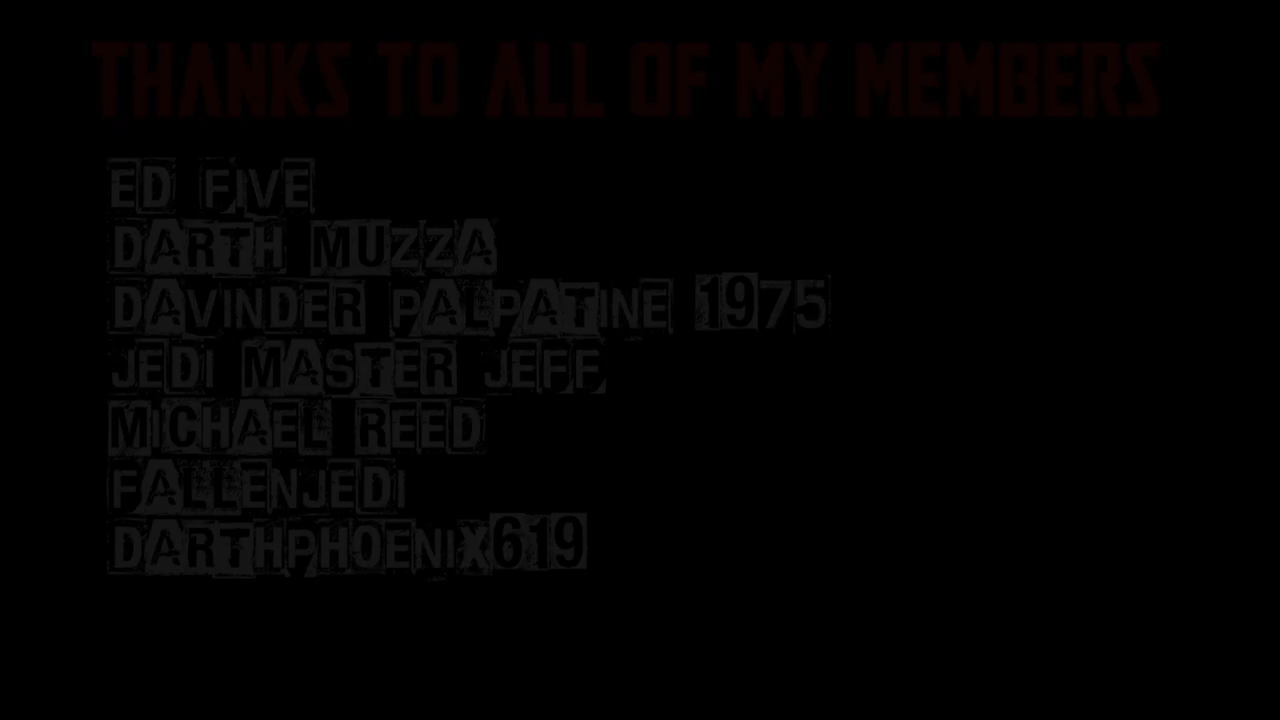 THANKS TO ALL OF MY MEMBERS
ED FIVE
DARTH MUZZA
DAVINDER PALPATINE 1975
JEDI MASTER JEFF
MICHAEL REED
FALLENJEDI
DARTHPHOENIX619